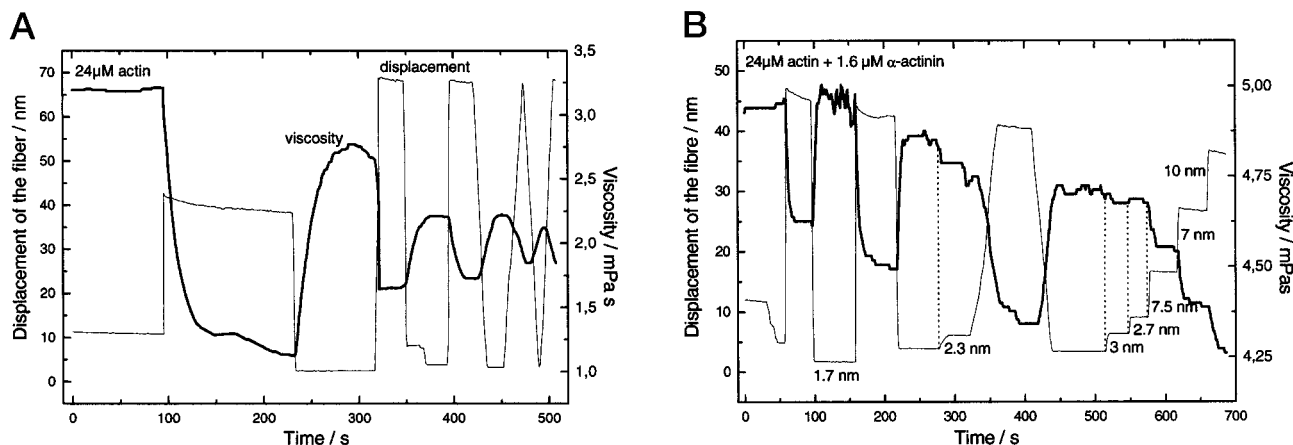 A
24µM actin
displacement
viscosity
Displacement of the fiber / nm
70
60
50
40
30
20
10
0
3,5
3,0
2,5
2,0
1,5
1,0
Viscosity / mPa s
0 100 200 300 400 500
Time / s
B
24µM actin + 1.6 µM α-actinin
Displacement of the fibre / nm
50
40
30
20
10
0
1.7 nm
2.3 nm
3 nm
2.7 nm
7.5 nm
7 nm
10 nm
5,00
4,75
4,50
4,25
Viscosity / mPas
0 100 200 300 400 500 600 700
Time / s